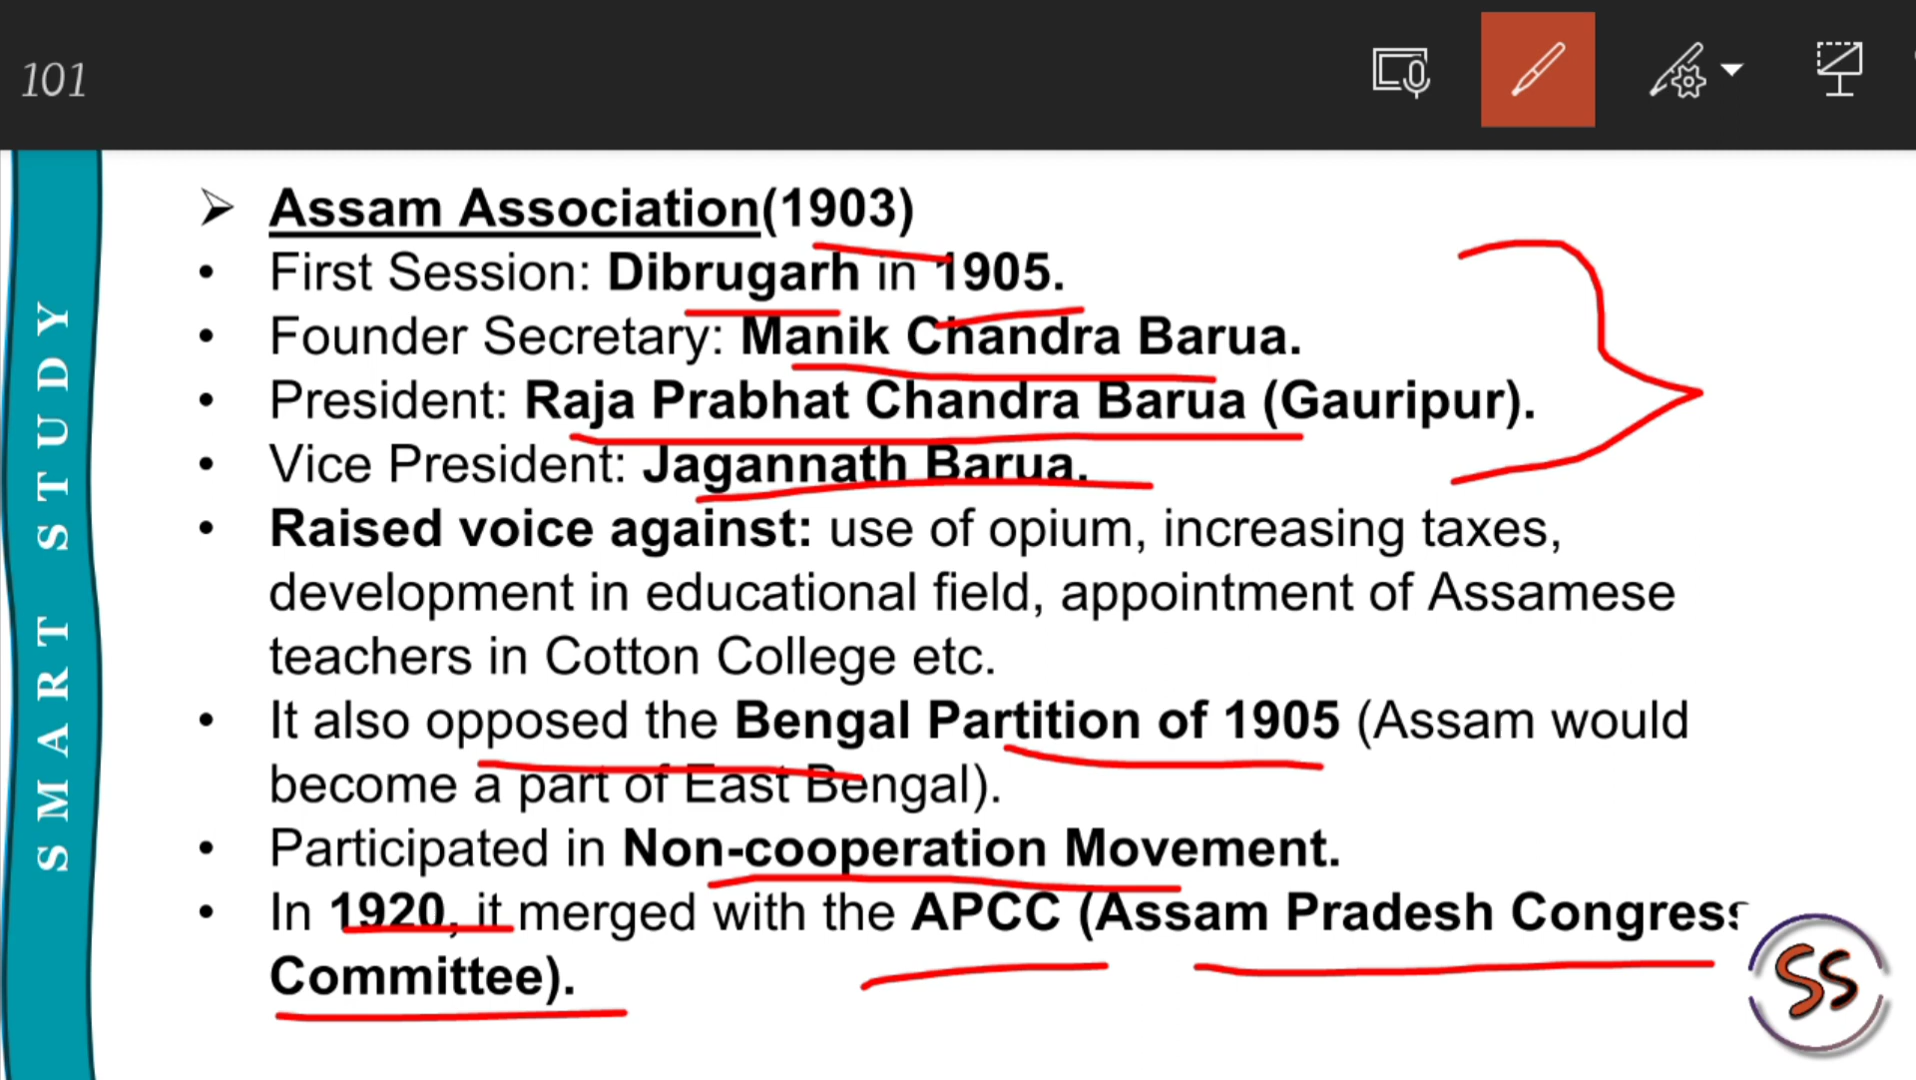 101
SMART STUDY
➢ Assam Association(1903)
• First Session: Dibrugarh in 1905.
• Founder Secretary: Manik Chandra Barua.
• President: Raja Prabhat Chandra Barua (Gauripur).
• Vice President: Jagannath Barua.
• Raised voice against: use of opium, increasing taxes,
development in educational field, appointment of Assamese
teachers in Cotton College etc.
• It also opposed the Bengal Partition of 1905 (Assam would
become a part of East Bengal).
• Participated in Non-cooperation Movement.
• In 1920, it merged with the APCC (Assam Pradesh Congress
Committee).
SS